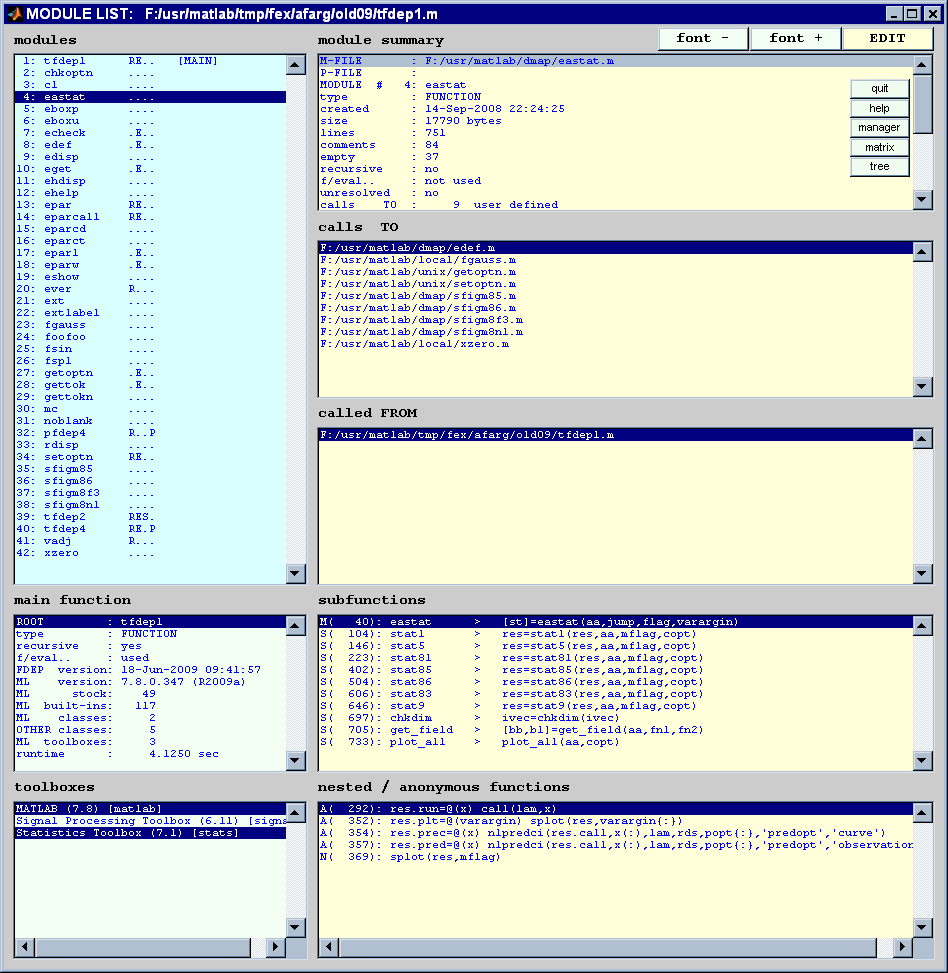 MODULE LIST: F:/usr/matlab/tmp/fex/afarg/old09/tfdep1.m
modules
1: tfdep1 RE.. [MAIN]
2: chkoptn ....
3: cl ....
4: eastat ....
5: eboxp ....
6: eboxu ....
7: echeck .E..
8: edef .E..
9: edisp ....
10: eget .E..
11: ehdisp ....
12: ehelp ....
13: epar RE..
14: eparcall RE..
15: eparcd ....
16: eparct ....
17: eparl .E..
18: eparw .E..
19: eshow ....
20: ever R...
21: ext ....
22: extlabel ....
23: fgauss ....
24: foofoo ....
25: fsin ....
26: fspl ....
27: getoptn .E..
28: gettok .E..
29: gettokn ....
30: mc ....
31: noblank ....
32: pfdep4 R..P
33: rdisp ....
34: setoptn RE..
35: sfigm85 ....
36: sfigm86 ....
37: sfigm8f3 ....
38: sfigm8nl ....
39: tfdep2 RES.
40: tfdep4 RE.P
41: vadj R...
42: xzero ....
module summary
font -
font +
EDIT
M-FILE : F:/usr/matlab/dmap/eastat.m
P-FILE :
MODULE # 4: eastat
type : FUNCTION
created : 14-Sep-2008 22:24:25
size : 17790 bytes
lines : 751
comments : 84
empty : 37
recursive : no
f/eval.. : not used
unresolved : no
calls TO : 9 user defined
quit
help
manager
matrix
tree
calls TO
F:/usr/matlab/dmap/edef.m
F:/usr/matlab/local/fgauss.m
F:/usr/matlab/unix/getoptn.m
F:/usr/matlab/unix/setoptn.m
F:/usr/matlab/dmap/sfigm85.m
F:/usr/matlab/dmap/sfigm86.m
F:/usr/matlab/dmap/sfigm8f3.m
F:/usr/matlab/dmap/sfigm8nl.m
F:/usr/matlab/local/xzero.m
called FROM
F:/usr/matlab/tmp/fex/afarg/old09/tfdep1.m
main function
ROOT : tfdep1
type : FUNCTION
recursive : yes
f/eval.. : used
FDEP version: 18-Jun-2009 09:41:57
ML version: 7.8.0.347 (R2009a)
ML stock: 49
ML built-ins: 117
ML classes: 2
OTHER classes: 5
ML toolboxes: 3
runtime : 4.1250 sec
subfunctions
M( 40): eastat > [st]=eastat(aa,jump,flag,varargin)
S( 104): stat1 > res=stat1(res,aa,mflag,copt)
S( 146): stat5 > res=stat5(res,aa,mflag,copt)
S( 223): stat81 > res=stat81(res,aa,mflag,copt)
S( 402): stat85 > res=stat85(res,aa,mflag,copt)
S( 504): stat86 > res=stat86(res,aa,mflag,copt)
S( 606): stat83 > res=stat83(res,aa,mflag,copt)
S( 646): stat9 > res=stat9(res,aa,mflag,copt)
S( 697): chkdim > ivec=chkdim(ivec)
S( 705): get_field > [bb,bl]=get_field(aa,fn1,fn2)
S( 733): plot_all > plot_all(aa,copt)
toolboxes
MATLAB (7.8) [matlab]
Signal Processing Toolbox (6.11) [signa
Statistics Toolbox (7.1) [stats]
nested / anonymous functions
A( 292): res.run=@(x) call(lam,x)
A( 352): res.plt=@(varargin) splot(res,varargin{:})
A( 354): res.prec=@(x) nlpredci(res.call,x(:),lam,rds,popt{:},'predopt','curve')
A( 357): res.pred=@(x) nlpredci(res.call,x(:),lam,rds,popt{:},'predopt','observation
N( 369): splot(res,mflag)